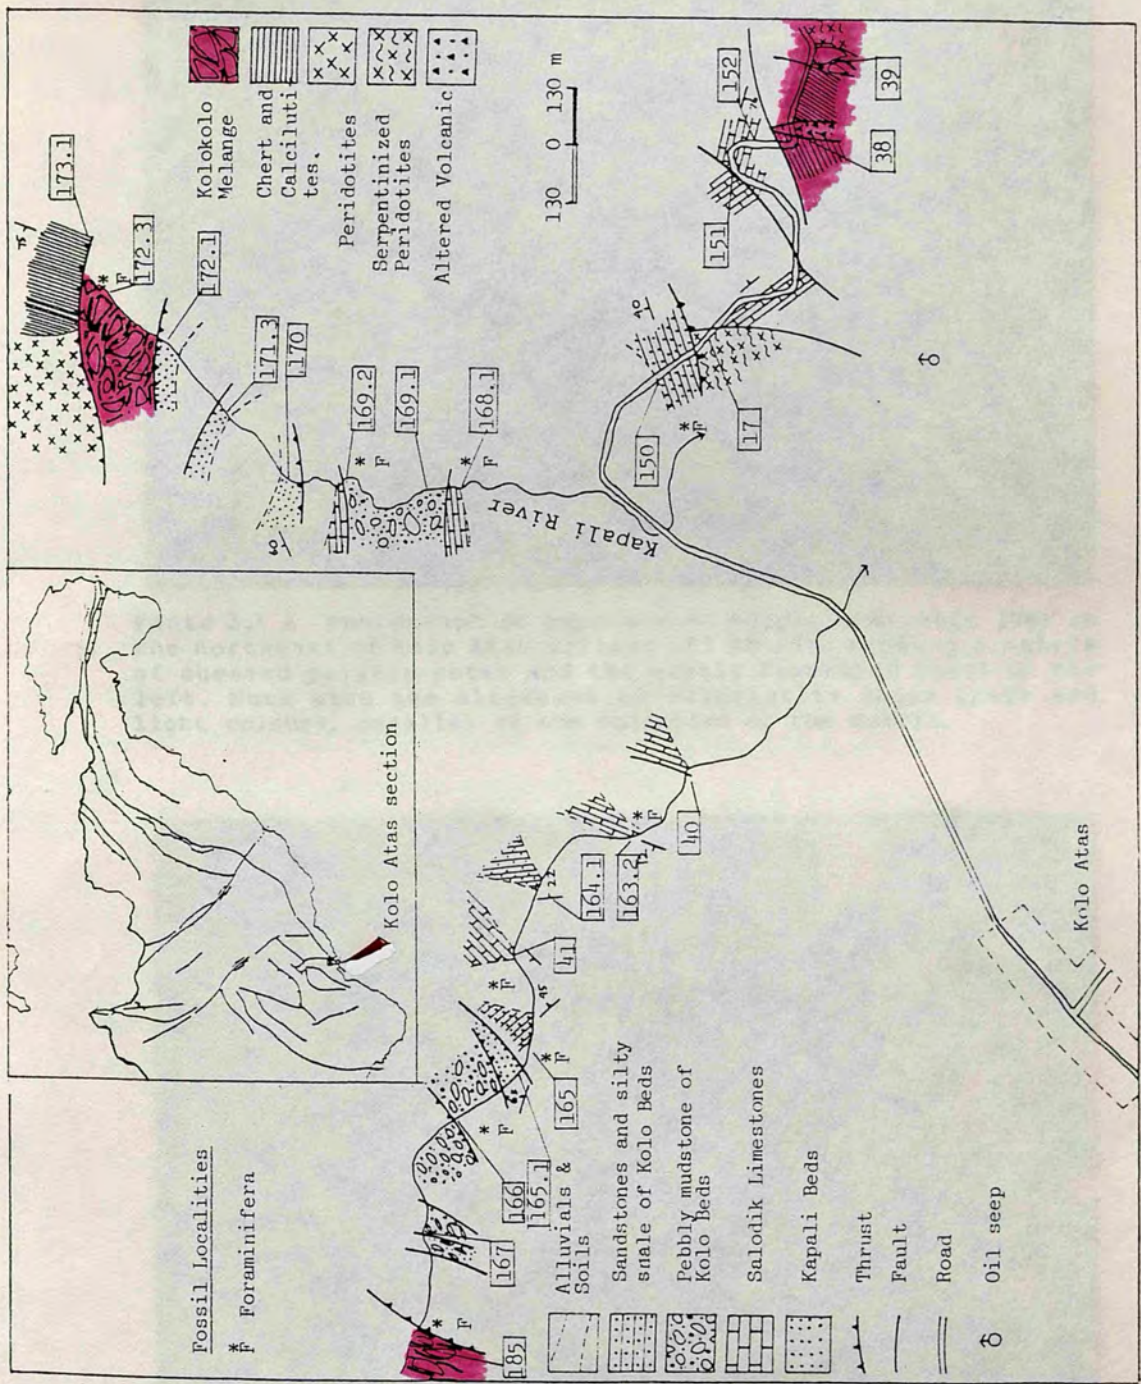 Kolokolo
Melange
Chert and
Calciluti
tes.
Peridotites
Serpentinized
Peridotites
Altered Volcanic
130 0 130 m
173.1
172.3
*
F
172.1
171.3
170
169.2
*
F
169.1
168.1
*
F
Kapali River
152
39
38
151
150
*
F
17
Kolo Atas section
40
164.1
163.2
*
F
12
22
41
*
F
45
165
*
F
165.1
166
*
F
167
185
*
F
Kolo Atas
Fossil Localities
*
F Foraminifera
Alluvials &
Soils
Sandstones and silty
snale of Kolo Beds
Pebbly mudstone of
Kolo Beds
Salodik Limestones
Kapali Beds
Thrust
Fault
Road
Oil seep